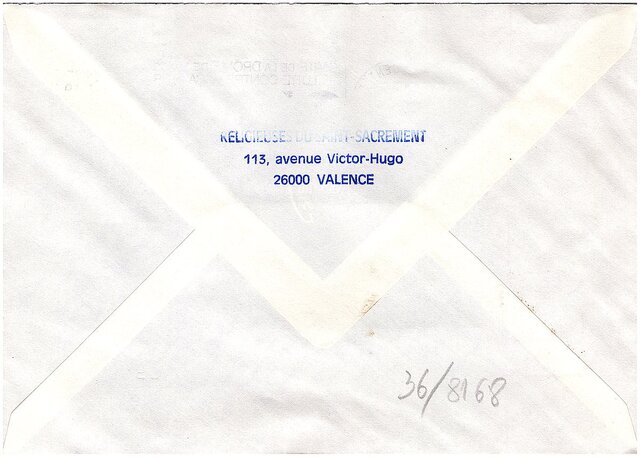 RELIGIEUSES DU SAINT-SACREMENT
113, avenue Victor-Hugo
26000 VALENCE
36/8168